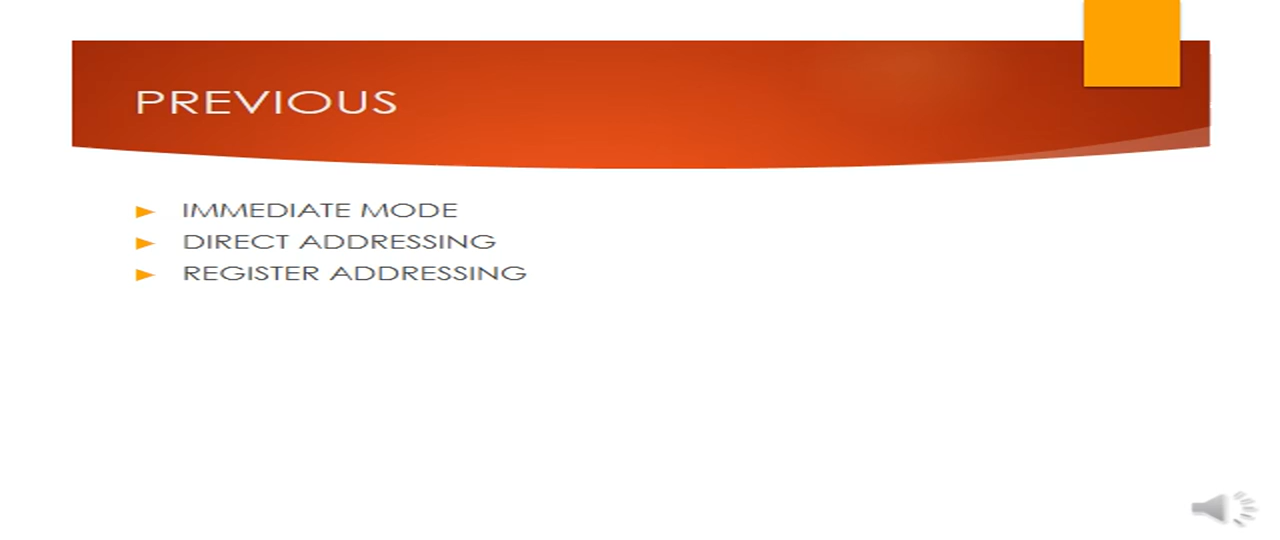 PREVIOUS
IMMEDIATE MODE
DIRECT ADDRESSING
REGISTER ADDRESSING